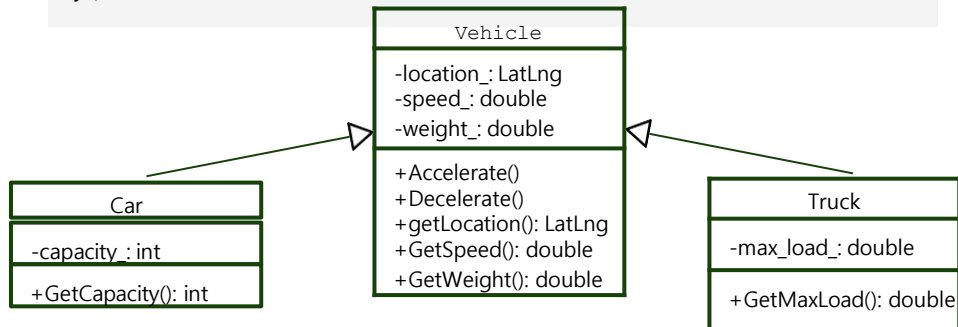 Vehicle
-location_: LatLng
-speed_: double
-weight_: double
+Accelerate()
+Decelerate()
+getLocation(): LatLng
+GetSpeed(): double
+GetWeight(): double
Car
-capacity_: int
+GetCapacity(): int
Truck
-max_load_: double
+GetMaxLoad(): double